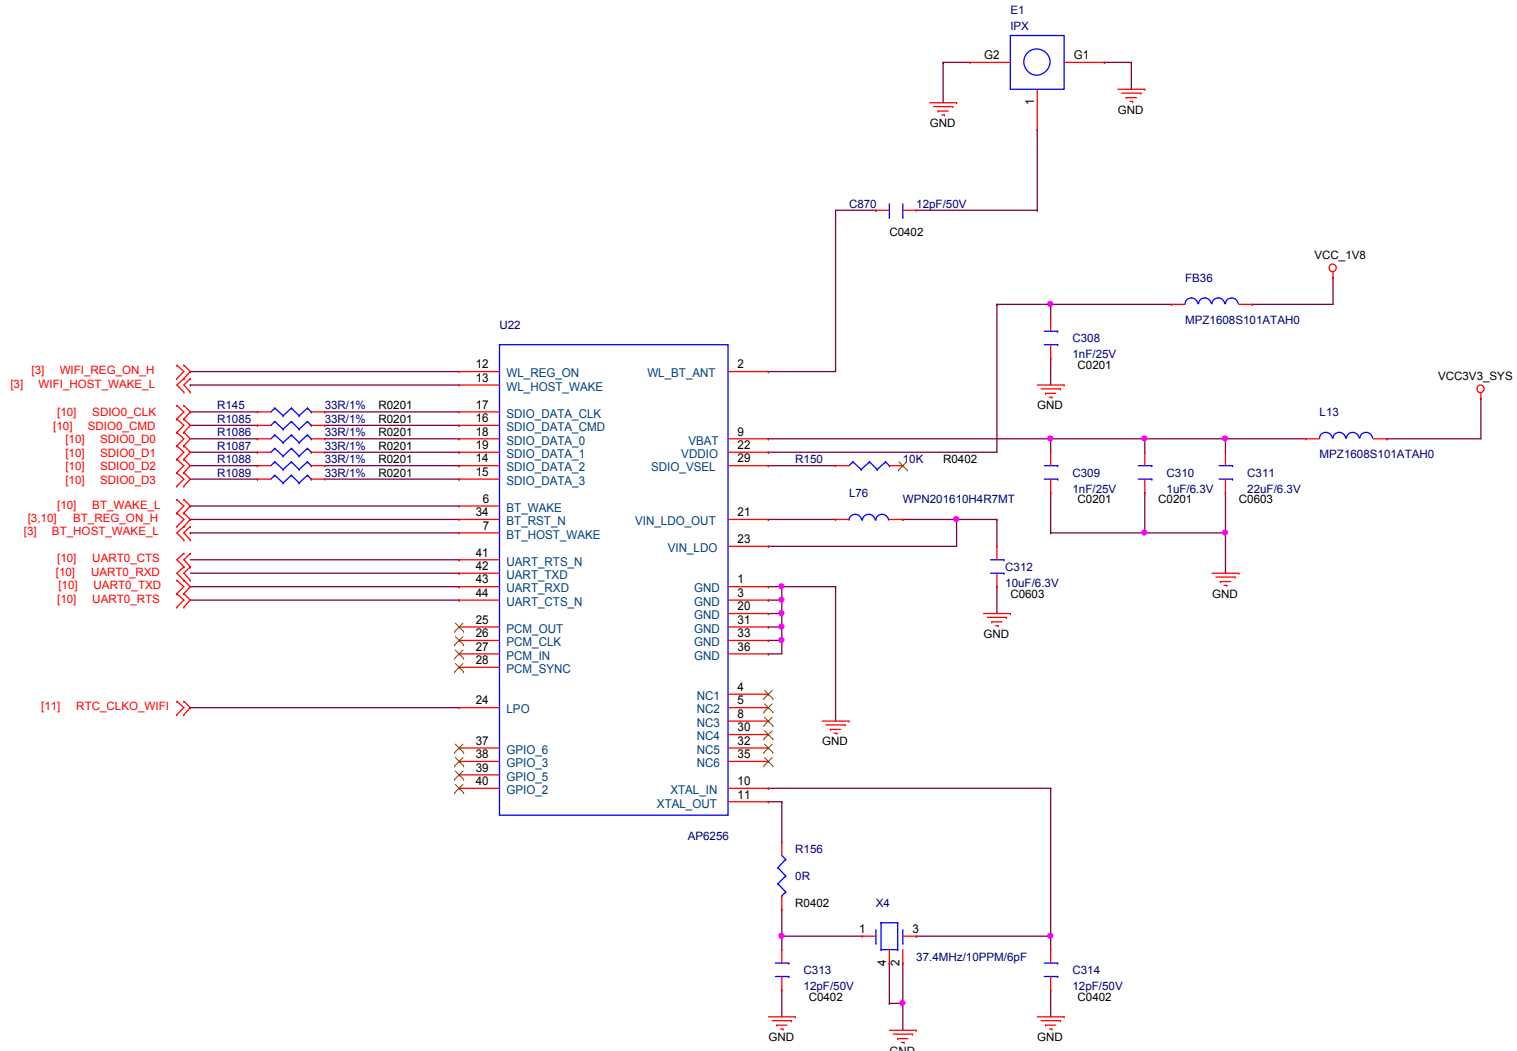 E1
IPX
G2
G1
1
GND
GND
C870
12pF/50V
C0402
VCC_1V8
FB36
MPZ1608S101ATAH0
C308
1nF/25V
C0201
GND
VCC3V3_SYS
L13
MPZ1608S101ATAH0
C309
1nF/25V
C0201
C310
1uF/6.3V
C0201
C311
22uF/6.3V
C0603
GND
U22
[3] WIFI_REG_ON_H
12
WL_REG_ON
[3] WIFI_HOST_WAKE_L
13
WL_HOST_WAKE
[10] SDIO0_CLK
R145 33R/1% R0201
17
SDIO_DATA_CLK
[10] SDIO0_CMD
R1085 33R/1% R0201
16
SDIO_DATA_CMD
[10] SDIO0_D0
R1086 33R/1% R0201
18
SDIO_DATA_0
[10] SDIO0_D1
R1087 33R/1% R0201
19
SDIO_DATA_1
[10] SDIO0_D2
R1088 33R/1% R0201
14
SDIO_DATA_2
[10] SDIO0_D3
R1089 33R/1% R0201
15
SDIO_DATA_3
[10] BT_WAKE_L
6
BT_WAKE
[3,10] BT_REG_ON_H
34
BT_RST_N
[3] BT_HOST_WAKE_L
7
BT_HOST_WAKE
[10] UART0_CTS
41
UART_RTS_N
[10] UART0_RXD
42
UART_TXD
[10] UART0_TXD
43
UART_RXD
[10] UART0_RTS
44
UART_CTS_N
25
PCM_OUT
26
PCM_CLK
27
PCM_IN
28
PCM_SYNC
[11] RTC_CLKO_WIFI
24
LPO
37
GPIO_6
38
GPIO_3
39
GPIO_5
40
GPIO_2
WL_BT_ANT
2
VBAT
9
VDDIO
22
SDIO_VSEL
29
R150
10K
R0402
L76
WPN201610H4R7MT
VIN_LDO_OUT
21
VIN_LDO
23
C312
10uF/6.3V
C0603
GND
GND
1
GND
3
GND
20
GND
31
GND
33
GND
36
GND
NC1
4
NC2
5
NC3
8
NC4
30
NC5
32
NC6
35
XTAL_IN
10
XTAL_OUT
11
AP6256
R156
0R
R0402
X4
1
3
4
2
37.4MHz/10PPM/6pF
C313
12pF/50V
C0402
GND
GND
C314
12pF/50V
C0402
GND